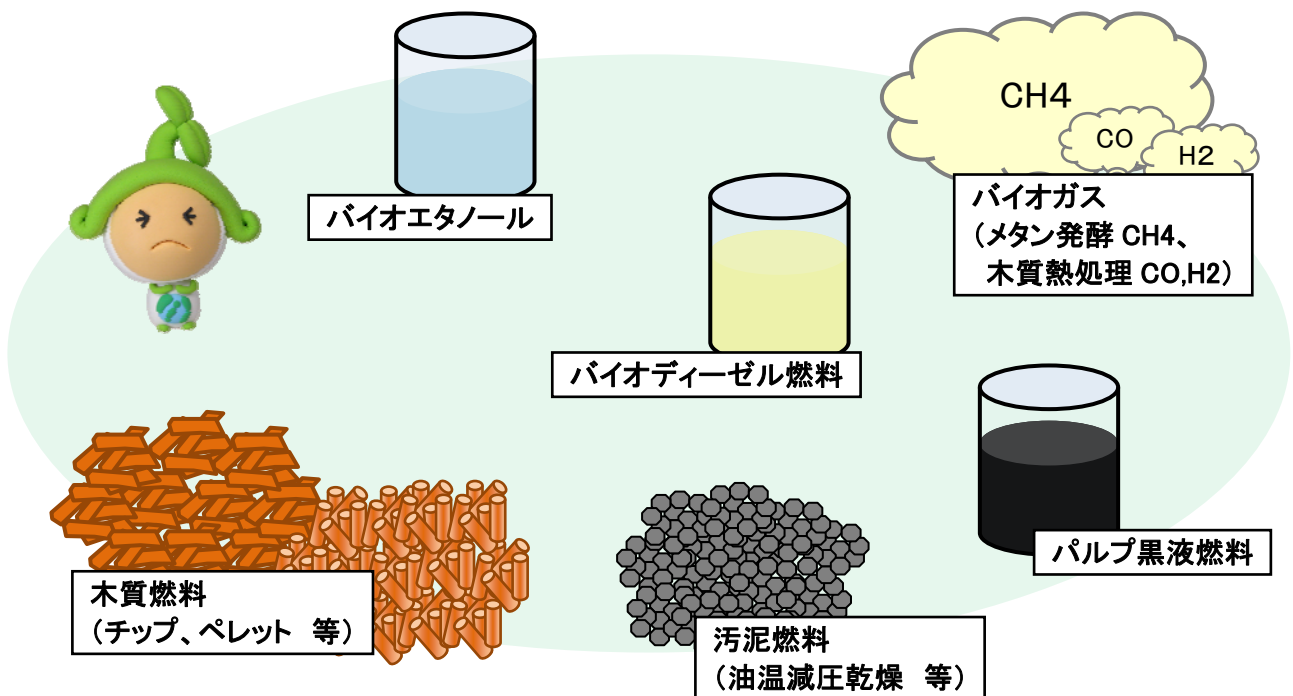 CH4
CO
H2
バイオエタノール
バイオガス
（メタン発酵 CH4、
木質熱処理 CO,H2）
バイオディーゼル燃料
パルプ黒液燃料
木質燃料
（チップ、ペレット　等）
汚泥燃料
（油温減圧乾燥　等）